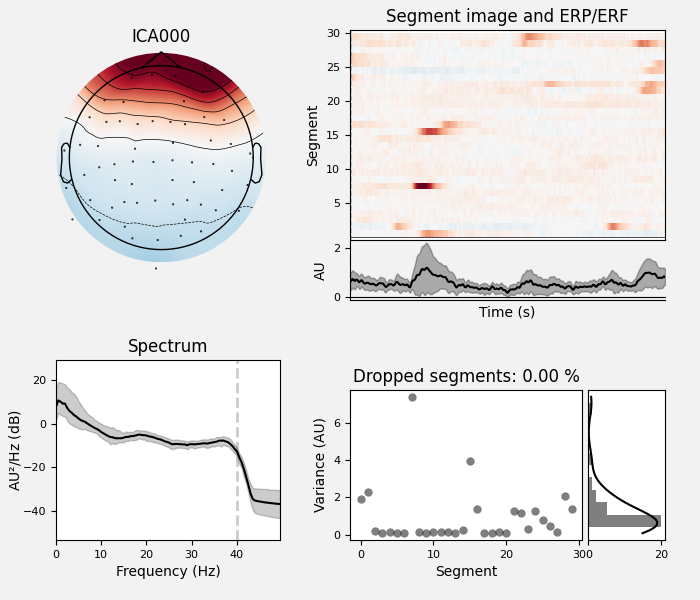 ICA000
Segment image and ERP/ERF
Segment
30
25
20
15
10
5
AU
2
0
Time (s)
Spectrum
AU²/Hz (dB)
20
0
−20
−40
0 10 20 30 40
Frequency (Hz)
Dropped segments: 0.00 %
Variance (AU)
6
4
2
0
0 10 20 30
Segment
0 20